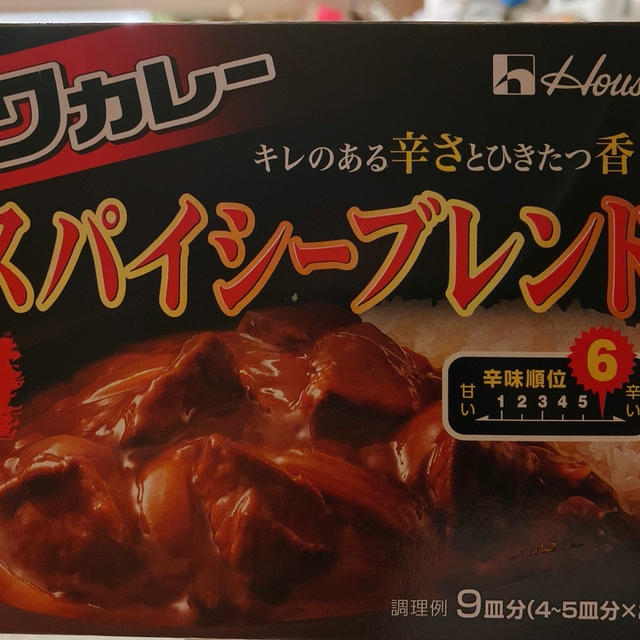 ワカレー
House
キレのある辛さとひきたつ香
スパイシーブレンド
辛味順位
6
甘い 1 2 3 4 5 辛い
調理例 9皿分(4~5皿分×